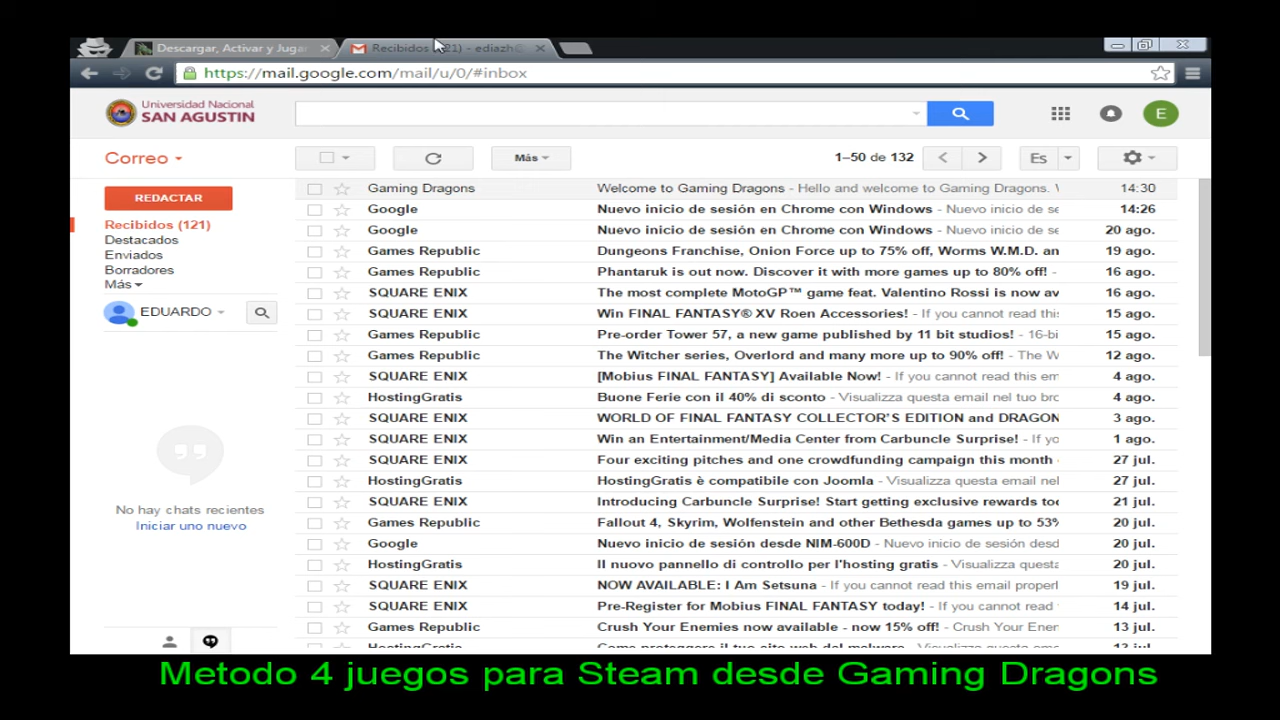 Descargar, Activar y Juga
Recibidos 21) - ediazh
https://mail.google.com/mail/u/0/#inbox
Universidad Nacional
SAN AGUSTIN
E
Correo
Más
1–50 de 132
Es
REDACTAR
Recibidos (121)
Destacados
Enviados
Borradores
Más
EDUARDO
No hay chats recientes
Iniciar uno nuevo
Gaming Dragons Welcome to Gaming Dragons - Hello and welcome to Gaming Dragons. 14:30
Google Nuevo inicio de sesión en Chrome con Windows - Nuevo inicio de se 14:26
Google Nuevo inicio de sesión en Chrome con Windows - Nuevo inicio de se 20 ago.
Games Republic Dungeons Franchise, Onion Force up to 75% off, Worms W.M.D. an 19 ago.
Games Republic Phantaruk is out now. Discover it with more games up to 80% off! - 16 ago.
SQUARE ENIX The most complete MotoGP™ game feat. Valentino Rossi is now av 16 ago.
SQUARE ENIX Win FINAL FANTASY® XV Roen Accessories! - If you cannot read this 15 ago.
Games Republic Pre-order Tower 57, a new game published by 11 bit studios! - 16-bi 15 ago.
Games Republic The Witcher series, Overlord and many more up to 90% off! - The W 12 ago.
SQUARE ENIX [Mobius FINAL FANTASY] Available Now! - If you cannot read this em 4 ago.
HostingGratis Buone Ferie con il 40% di sconto - Visualizza questa email nel tuo bro 4 ago.
SQUARE ENIX WORLD OF FINAL FANTASY COLLECTOR'S EDITION and DRAGON 3 ago.
SQUARE ENIX Win an Entertainment/Media Center from Carbuncle Surprise! - If yo 1 ago.
SQUARE ENIX Four exciting pitches and one crowdfunding campaign this month 27 jul.
HostingGratis HostingGratis è compatibile con Joomla - Visualizza questa email nel 27 jul.
SQUARE ENIX Introducing Carbuncle Surprise! Start getting exclusive rewards too 21 jul.
Games Republic Fallout 4, Skyrim, Wolfenstein and other Bethesda games up to 53% 20 jul.
Google Nuevo inicio de sesión desde NIM-600D - Nuevo inicio de sesión desd 20 jul.
HostingGratis Il nuovo pannello di controllo per l'hosting gratis - Visualizza questa 20 jul.
SQUARE ENIX NOW AVAILABLE: I Am Setsuna - If you cannot read this email properl 19 jul.
SQUARE ENIX Pre-Register for Mobius FINAL FANTASY today! - If you cannot read 14 jul.
Games Republic Crush Your Enemies now available - now 15% off! - Crush Your Enem 13 jul.
HostingGratis Come proteggere il tuo sito web dal malware 13 jul.
Metodo 4 juegos para Steam desde Gaming Dragons